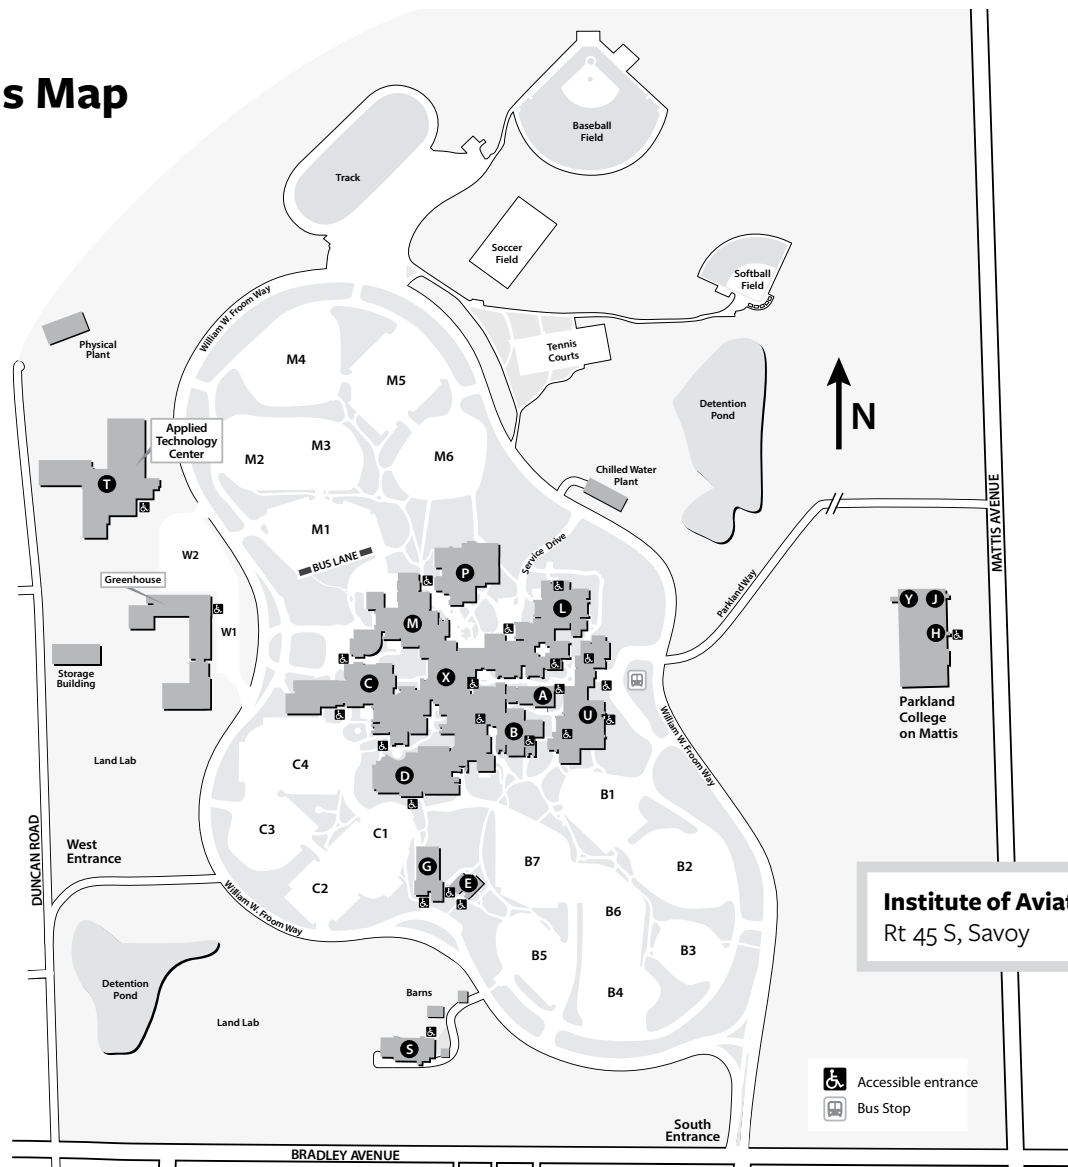 s Map
Baseball
Field
Track
Soccer
Field
Softball
Field
William W. Froom Way
Physical
Plant
Tennis
Courts
M4
M5
Detention
Pond
N
Applied
Technology
Center
M3
M2
M6
T
Chilled Water
Plant
MATTIS AVENUE
M1
BUS LANE
Service Drive
W2
P
Greenhouse
Parkland Way
L
Y J
M
W1
H
Storage
Building
X
C
A
Parkland
College
on Mattis
U
B
William W. Froom Way
Land Lab
C4
D
B1
C3
C1
DUNCAN ROAD
West
Entrance
G
B7
B2
E
C2
William W. Froom Way
B6
Institute of Aviat
Rt 45 S, Savoy
B5
B3
Detention
Pond
Barns
B4
Land Lab
S
Accessible entrance
Bus Stop
South
Entrance
BRADLEY AVENUE